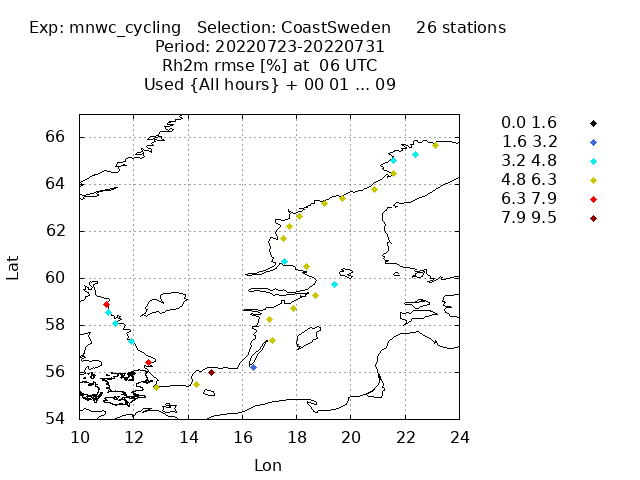 Exp: mnwc_cycling   Selection: CoastSweden     26 stations
Period: 20220723-20220731
Rh2m rmse [%] at  06 UTC
Used {All hours} + 00 01 ... 09
0.0 1.6
1.6 3.2
3.2 4.8
4.8 6.3
6.3 7.9
7.9 9.5
66
64
62
60
58
56
54
Lat
10 12 14 16 18 20 22 24
Lon